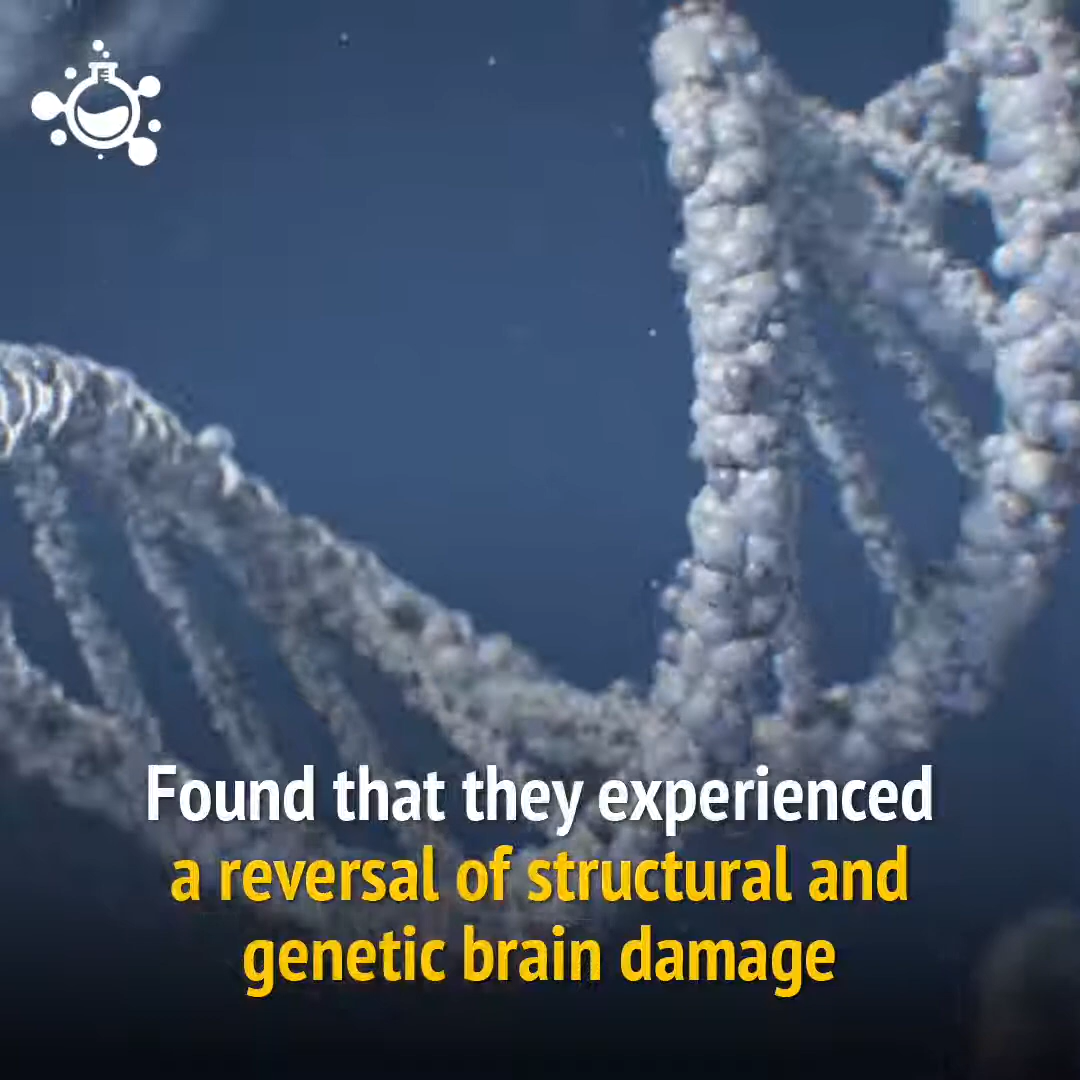 Found that they experienced
a reversal of structural and
genetic brain damage